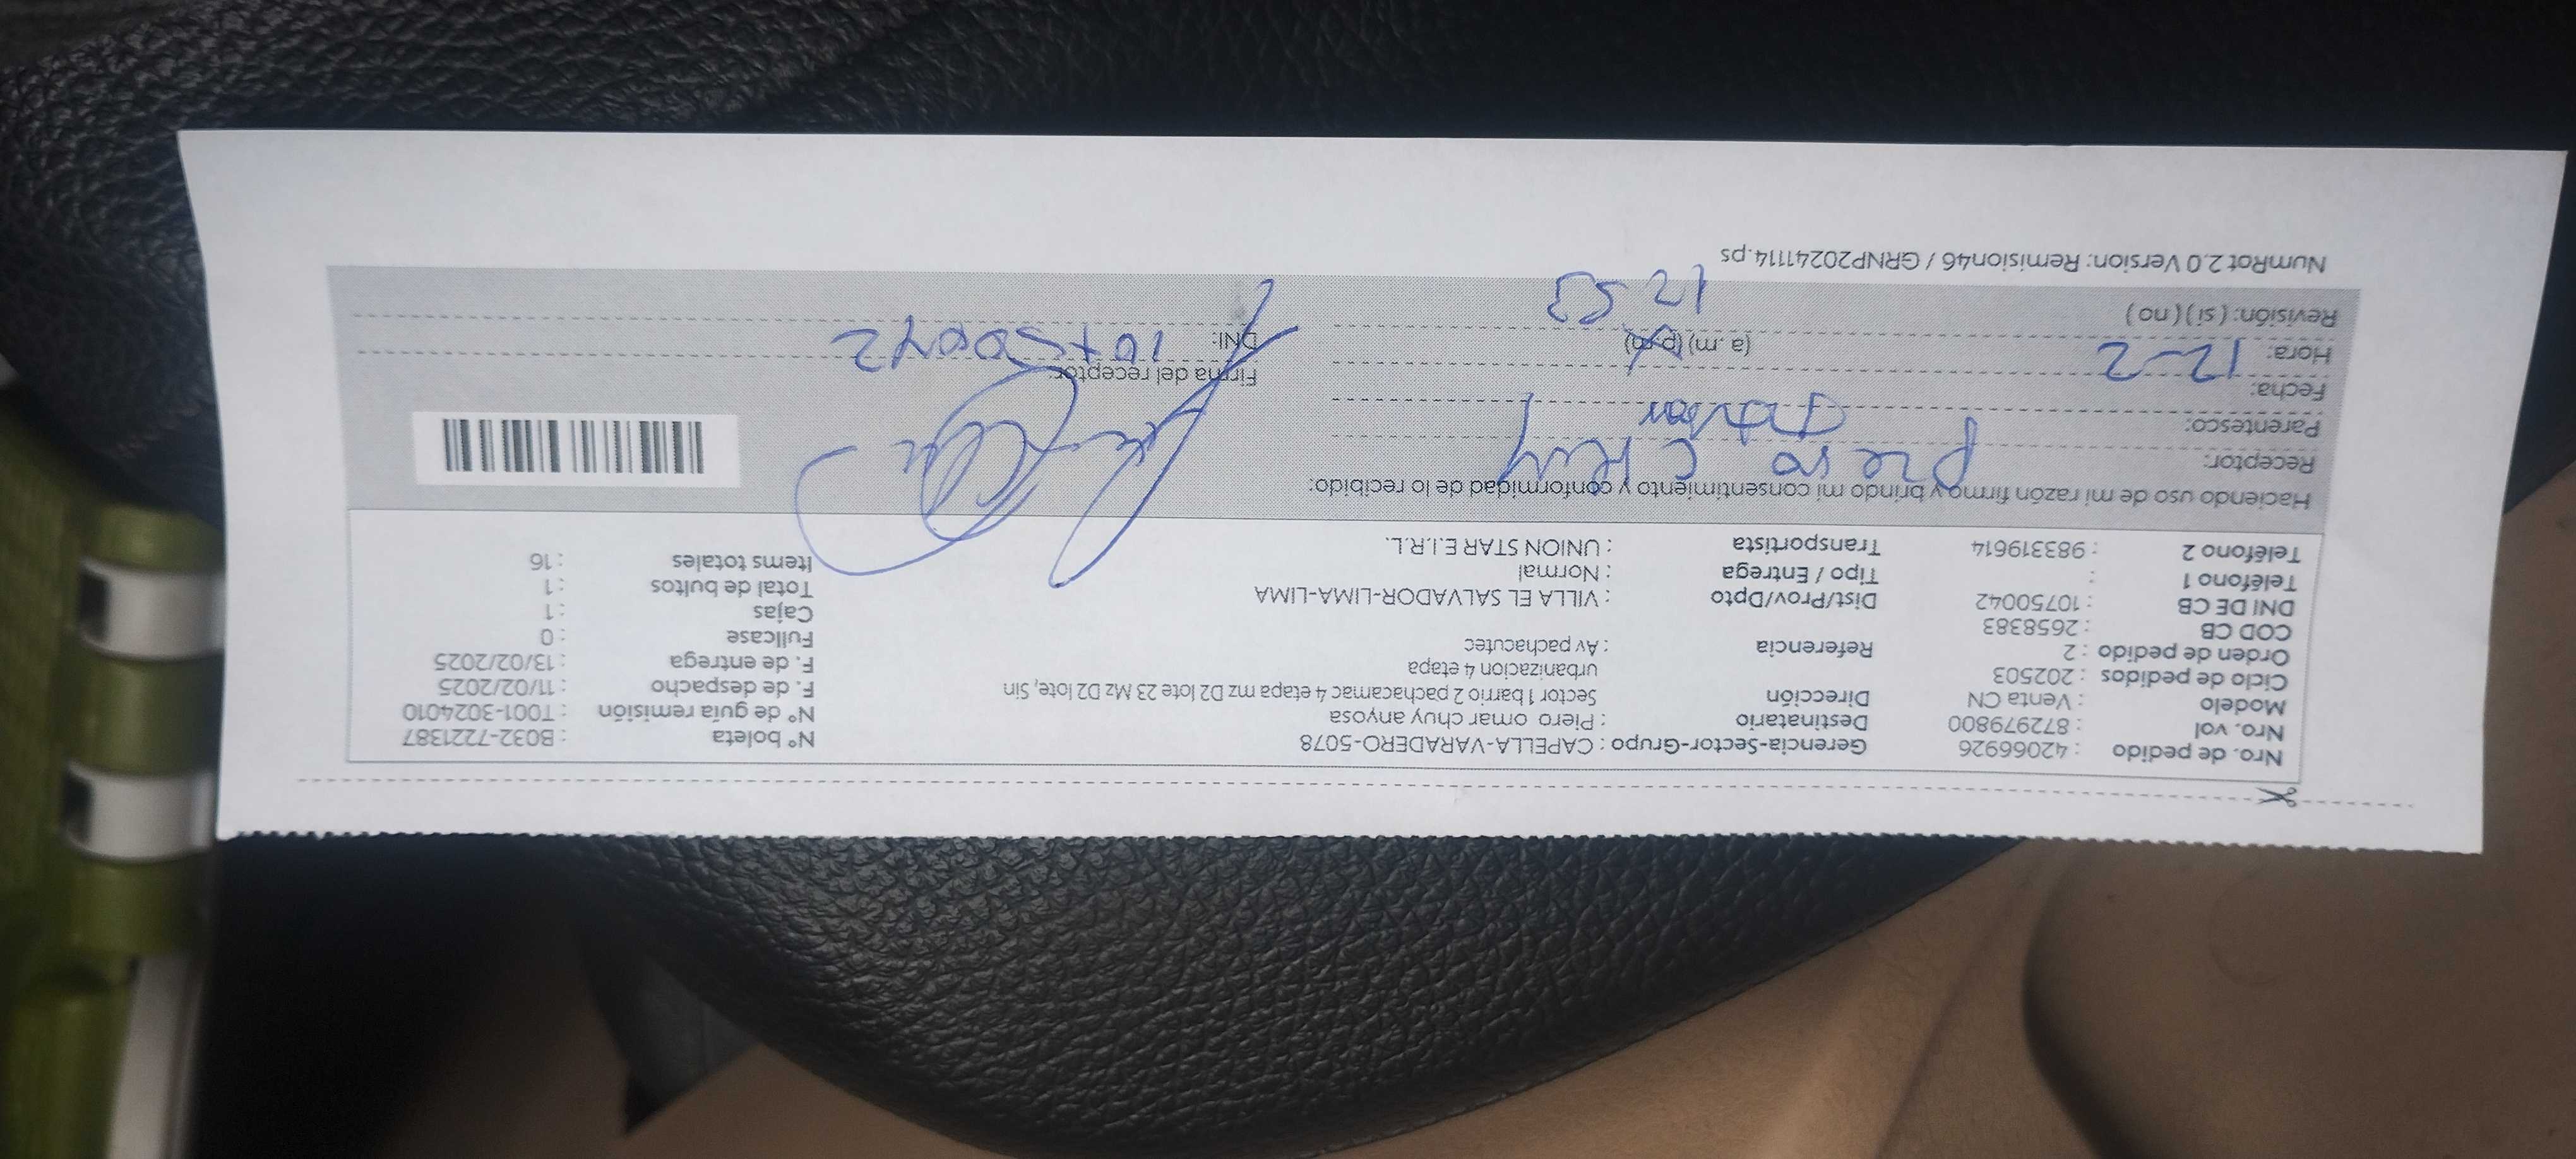 Nro. de pedido : 42066926 Gerencia-Sector-Grupo : CAPELLA-VARADERO-5078 N° boleta : B032-7221387
Nro. vol : 872979800 Destinatario : Piero omar chuy anyosa N° de guía remisión : T001-3024010
Modelo : Venta CN Dirección Sector 1 barrio 2 pachacamac 4 etapa mz D2 lote 23 Mz D2 lote, Sin F. de despacho : 11/02/2025
Ciclo de pedidos : 202503 urbanizacion 4 etapa F. de entrega : 13/02/2025
Orden de pedido : 2 Referencia : Av pachacutec Fullcase : 0
COD CB : 2658383 Cajas : 1
DNI DE CB : 10750042 Dist/Prov/Dpto : VILLA EL SALVADOR-LIMA-LIMA Total de bultos : 1
Teléfono 1 : Tipo / Entrega : Normal Items totales : 16
Teléfono 2 : 983319614 Transportista : UNION STAR E.I.R.L.
Haciendo uso de mi razón firmo y brindo mi consentimiento y conformidad de lo recibido:
Receptor: Piero Chuy
Parentesco: Titular
Fecha: 12-2 Firma del receptor:
Hora: (a.m) (p.m) DNI: 10750042
12 53
Revisión: (si) (no)
NumRot 2.0 Version: Remision46 / GRNP20241114.ps